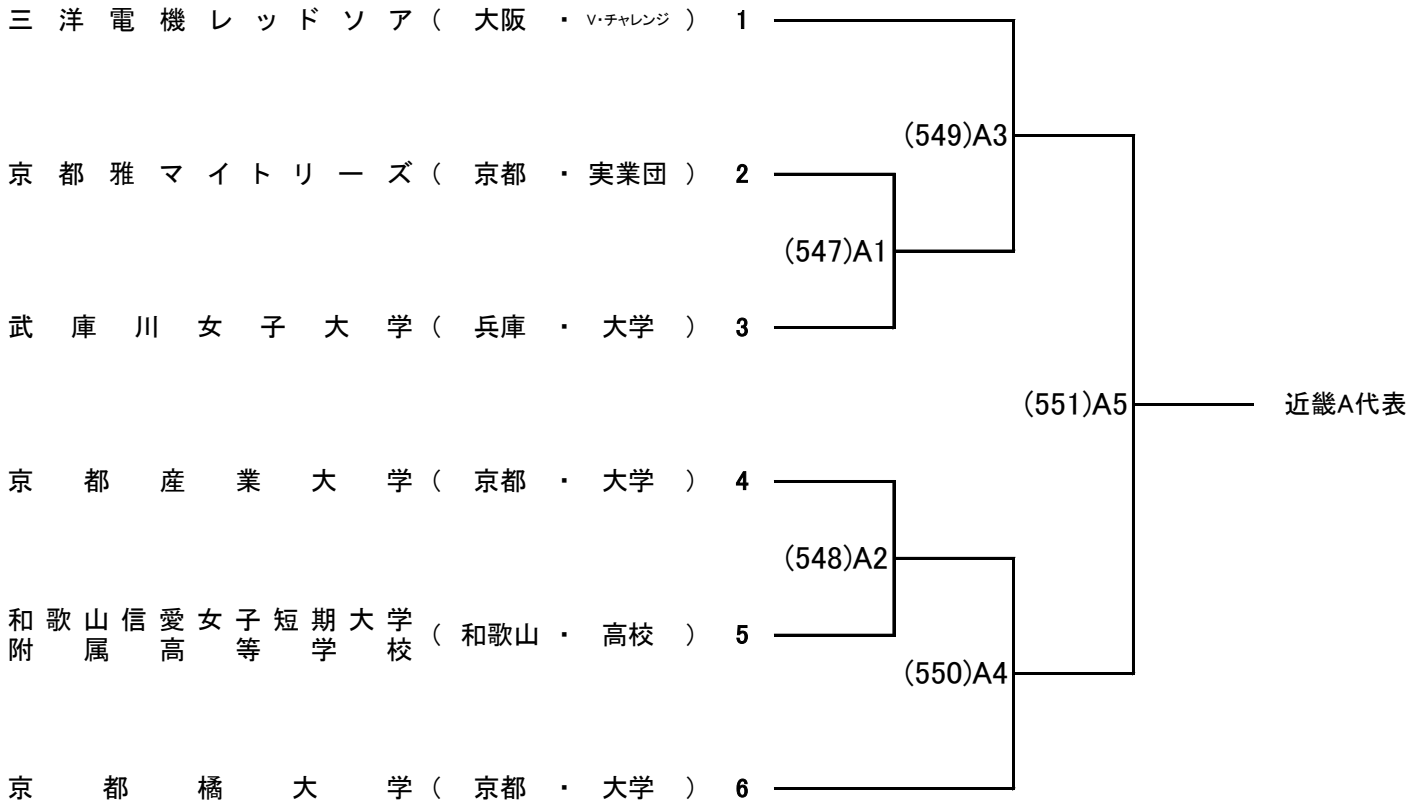 三洋電機レッドソア( 大阪 ・ V・チャレンジ ) 1
(549)A3
京都雅マイトリーズ( 京都 ・ 実業団 ) 2
(547)A1
武庫川女子大学( 兵庫 ・ 大学 ) 3
(551)A5 近畿A代表
京都産業大学( 京都 ・ 大学 ) 4
(548)A2
和歌山信愛女子短期大学
附属高等学校( 和歌山 ・ 高校 ) 5
(550)A4
京都橘大学( 京都 ・ 大学 ) 6